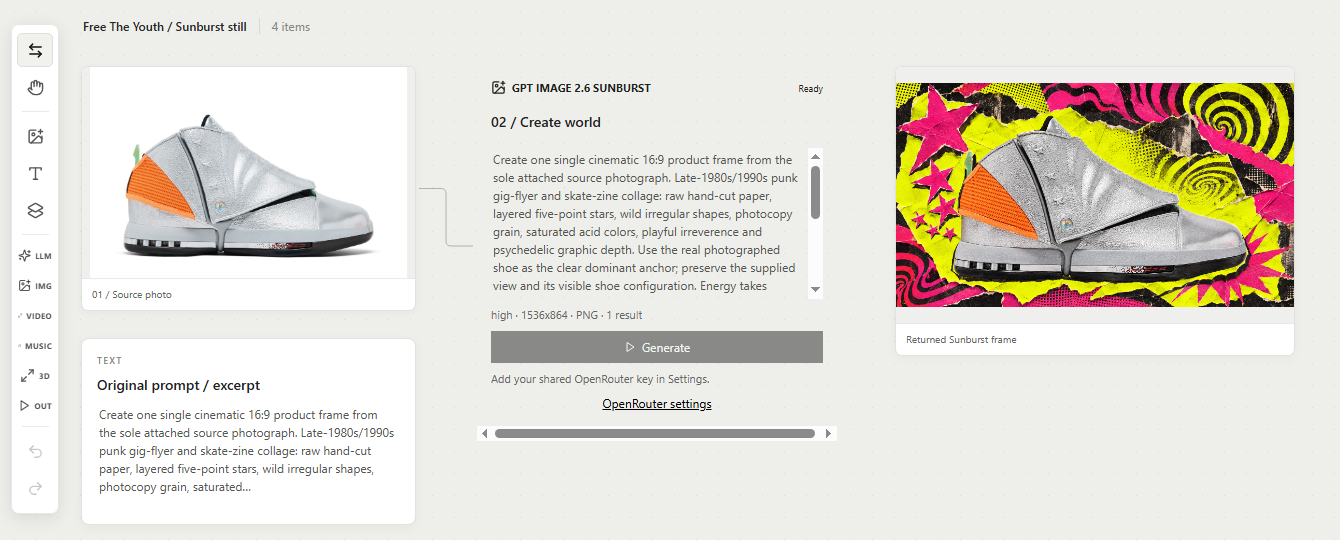 Free The Youth / Sunburst still
4 items
LLM
IMG
VIDEO
MUSIC
3D
OUT
01 / Source photo
TEXT
Original prompt / excerpt
Create one single cinematic 16:9 product frame from
the sole attached source photograph. Late-1980s/1990s
punk gig-flyer and skate-zine collage: raw hand-cut
paper, layered five-point stars, wild irregular shapes,
photocopy grain, saturated...
GPT IMAGE 2.6 SUNBURST
Ready
02 / Create world
Create one single cinematic 16:9 product frame from the
sole attached source photograph. Late-1980s/1990s punk
gig-flyer and skate-zine collage: raw hand-cut paper,
layered five-point stars, wild irregular shapes, photocopy
grain, saturated acid colors, playful irreverence and
psychedelic graphic depth. Use the real photographed
shoe as the clear dominant anchor; preserve the supplied
view and its visible shoe configuration. Energy takes
high · 1536x864 · PNG · 1 result
Generate
Add your shared OpenRouter key in Settings.
OpenRouter settings
Returned Sunburst frame